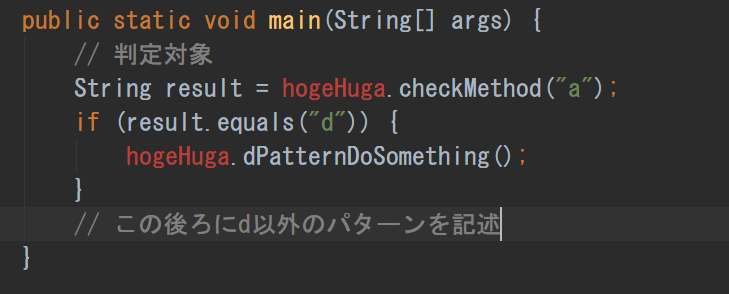 public static void main(String[] args) {
// 判定対象
String result = hogeHuga.checkMethod("a");
if (result.equals("d")) {
hogeHuga.dPatternDoSomething();
}
// この後ろにd以外のパターンを記述
}